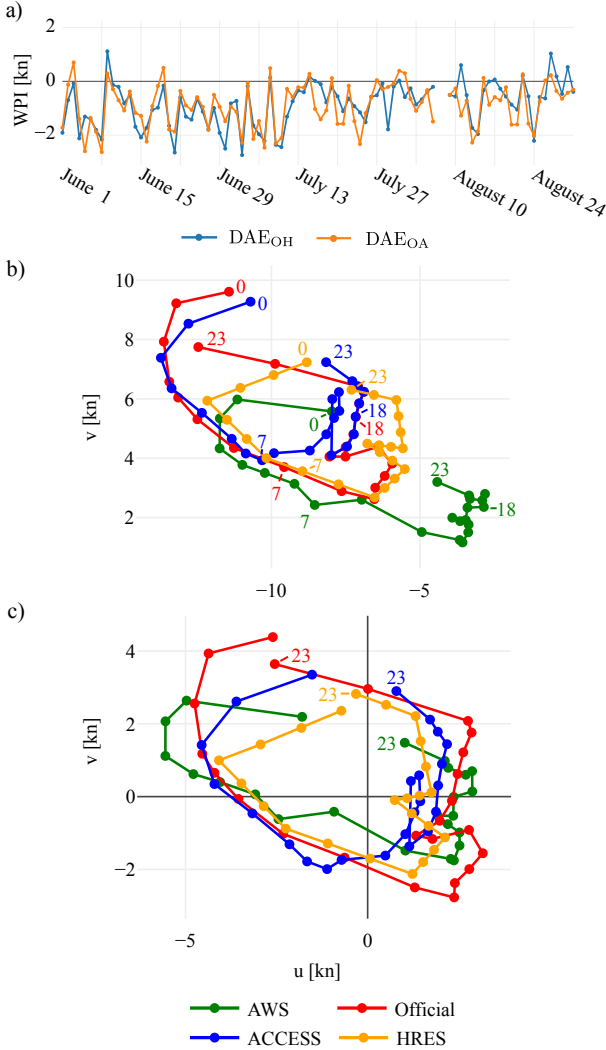 a)
2
0
−2
WPI [kn]
June 1
June 15
June 29
July 13
July 27
August 10
August 24
DAE_OH
DAE_OA
b)
10
8
6
4
2
v [kn]
0
0
23
0
23
23
0
18
18
7
7
7
23
18
−10
−5
c)
4
2
0
−2
v [kn]
23
23
23
23
−5
0
u [kn]
AWS
Official
ACCESS
HRES